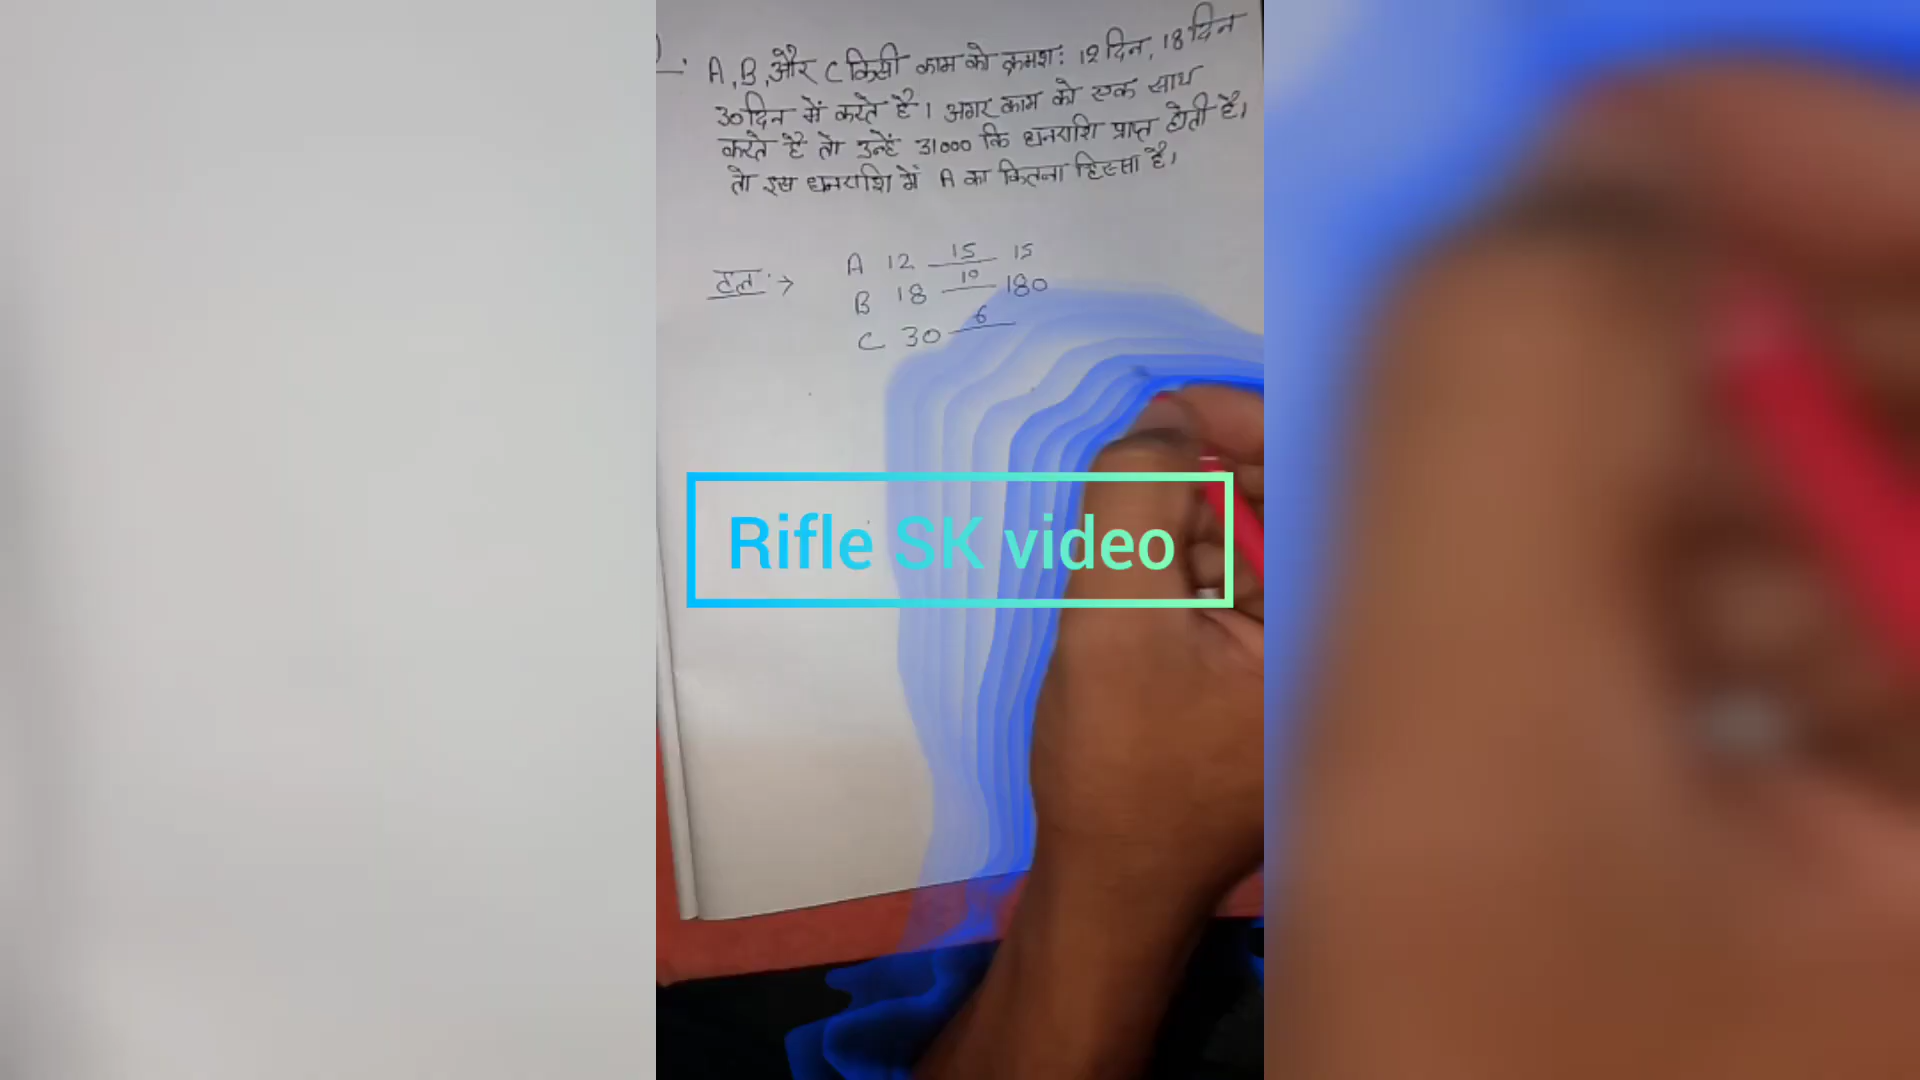 A, B, और C किसी काम को क्रमश: 12 दिन, 18 दिन
30 दिन में करते है। अगर काम को एक साथ
करते है तो उन्हें 31000 कि धनराशि प्राप्त होती है।
तो इस धनराशि में A का कितना हिस्सा है।
हल :→
A 12 15 15
B 18 10 180
C 30 6
Rifle SK video